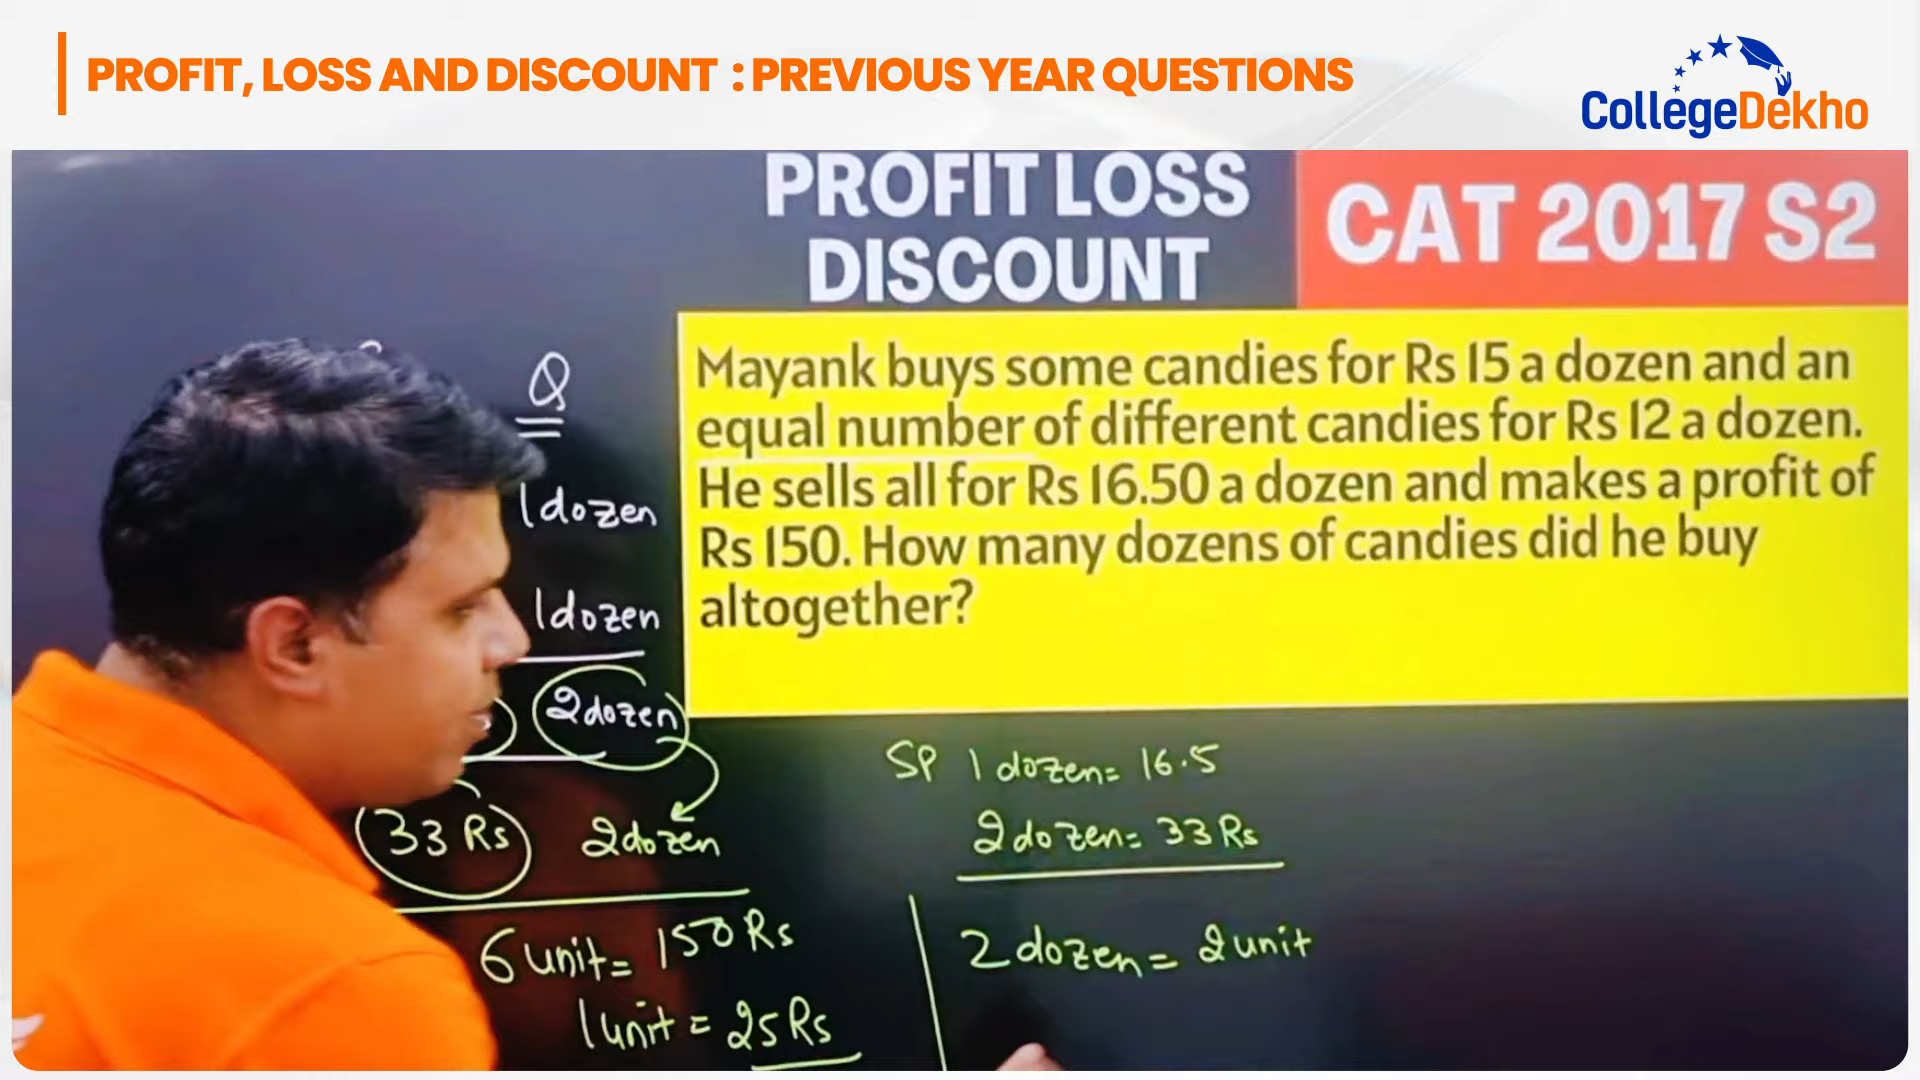 PROFIT, LOSS AND DISCOUNT : PREVIOUS YEAR QUESTIONS
CollegeDekho
PROFIT LOSS
DISCOUNT
CAT 2017 S2
Mayank buys some candies for Rs 15 a dozen and an
equal number of different candies for Rs 12 a dozen.
He sells all for Rs 16.50 a dozen and makes a profit of
Rs 150. How many dozens of candies did he buy
altogether?
Q
1dozen
1dozen
2dozen
33 Rs 2dozen
6 unit= 150 Rs
1 unit = 25 Rs
SP 1 dozen= 16.5
2 dozen= 33 Rs
2 dozen = 2 unit